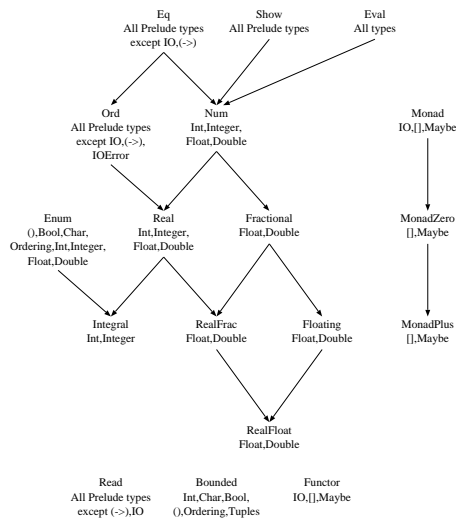 Eq
All Prelude types
except IO,(->)
Show
All Prelude types
Eval
All types
Ord
All Prelude types
except IO,(->),
IOError
Num
Int,Integer,
Float,Double
Monad
IO,[],Maybe
Enum
(),Bool,Char,
Ordering,Int,Integer,
Float,Double
Real
Int,Integer,
Float,Double
Fractional
Float,Double
MonadZero
[],Maybe
Integral
Int,Integer
RealFrac
Float,Double
Floating
Float,Double
MonadPlus
[],Maybe
RealFloat
Float,Double
Read
All Prelude types
except (->),IO
Bounded
Int,Char,Bool,
(),Ordering,Tuples
Functor
IO,[],Maybe